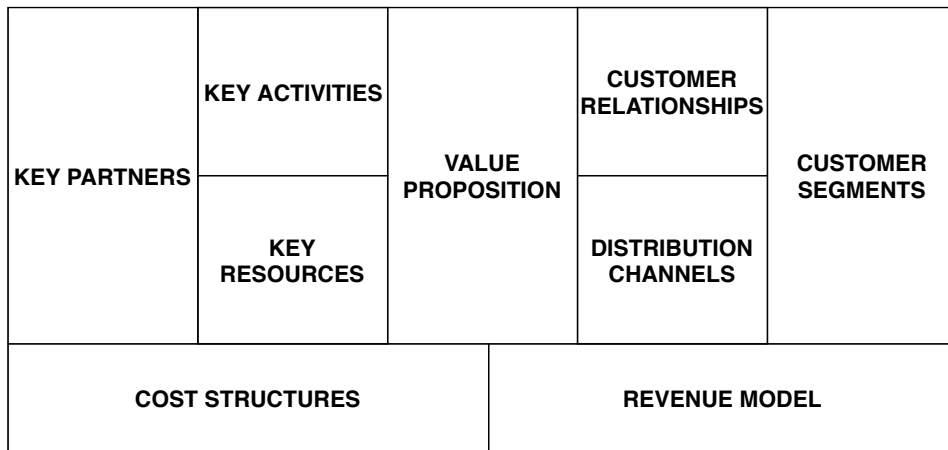 KEY PARTNERS
KEY ACTIVITIES
KEY
RESOURCES
VALUE
PROPOSITION
CUSTOMER
RELATIONSHIPS
DISTRIBUTION
CHANNELS
CUSTOMER
SEGMENTS
COST STRUCTURES
REVENUE MODEL